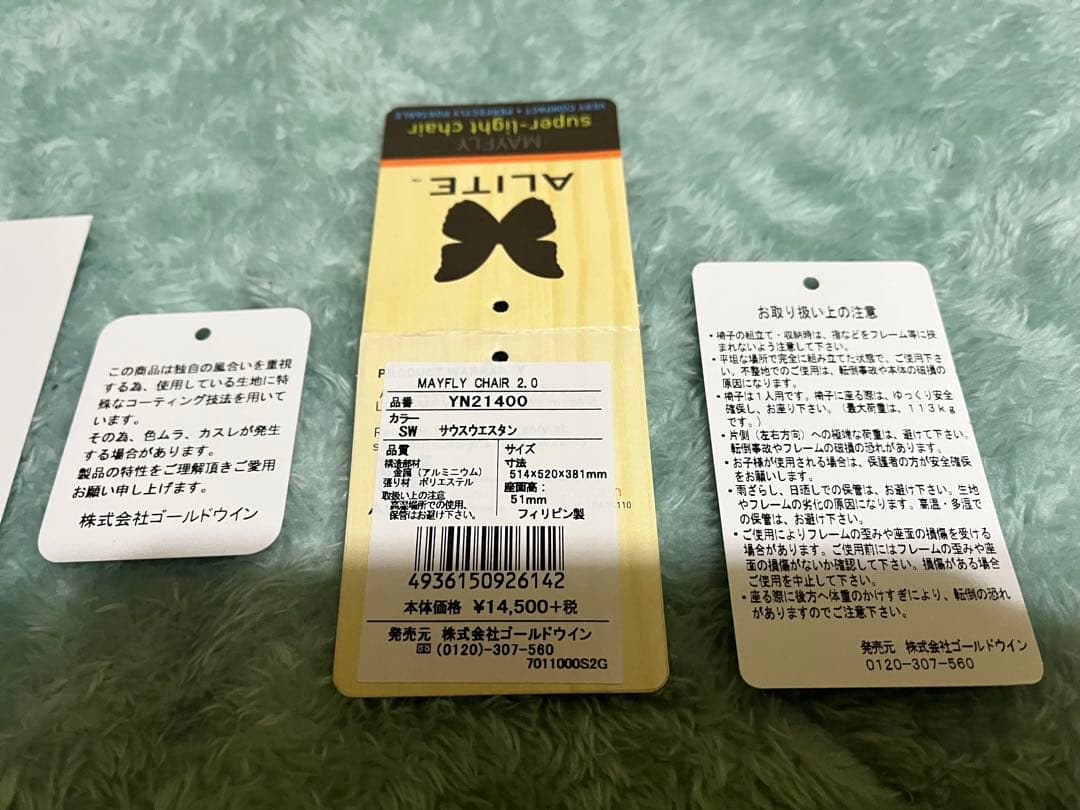 この商品は独自の風合いを重視
する為、使用している生地に特
殊なコーティング技法を用いて
います。
その為、色ムラ、カスレが発生
する場合があります。
製品の特性をご理解頂きご愛用
お願い申し上げます。
株式会社ゴールドウイン
VERY COMPACT • PERFECTLY PORTABLE
super-light chair
MAYFLY
ALITE™
MAYFLY CHAIR 2.0
品番 YN21400
カラー
SW サウスウエスタン
品質
構造部材
金属(アルミニウム)
張り材 ポリエステル
取扱い上の注意
高温場所での使用、
保管はお避け下さい。
サイズ
寸法
514×520×381mm
座面高:
51mm
フィリピン製
4936150926142
本体価格 ¥14,500+税
発売元 株式会社ゴールドウイン
(0120)-307-560
7011000S2G
110
お取り扱い上の注意
・椅子の組立て・収納時は、指などをフレーム等に挟
まれないよう注意して下さい。
・平坦な場所で完全に組み立てた状態で、ご使用下さ
い。不整地でのご使用は、転倒事故や本体の破損の
原因になります。
・椅子は1人用です。椅子に座る際は、ゆっくり安全
確保し、お座り下さい。(最大荷重は、113kg
です。)
・片側(左右方向)への極端な荷重は、避けて下さい。
転倒事故やフレームの破損の恐れがあります。
・お子様が使用される場合は、保護者の方が安全確保
をお願いします。
・雨ざらし、日晒しでの保管は、お避け下さい。生地
やフレームの劣化の原因になります。高温・多湿で
の保管は、お避け下さい。
・ご使用によりフレームの歪みや座面の損傷を受ける
場合があります。ご使用前にはフレームの歪みや座
面の損傷がないか確認して下さい。損傷がある場合
ご使用を中止して下さい。
・座る際に後方へ体重のかけすぎにより、転倒の恐れ
がありますのでご注意下さい。
発売元 株式会社ゴールドウイン
0120-307-560